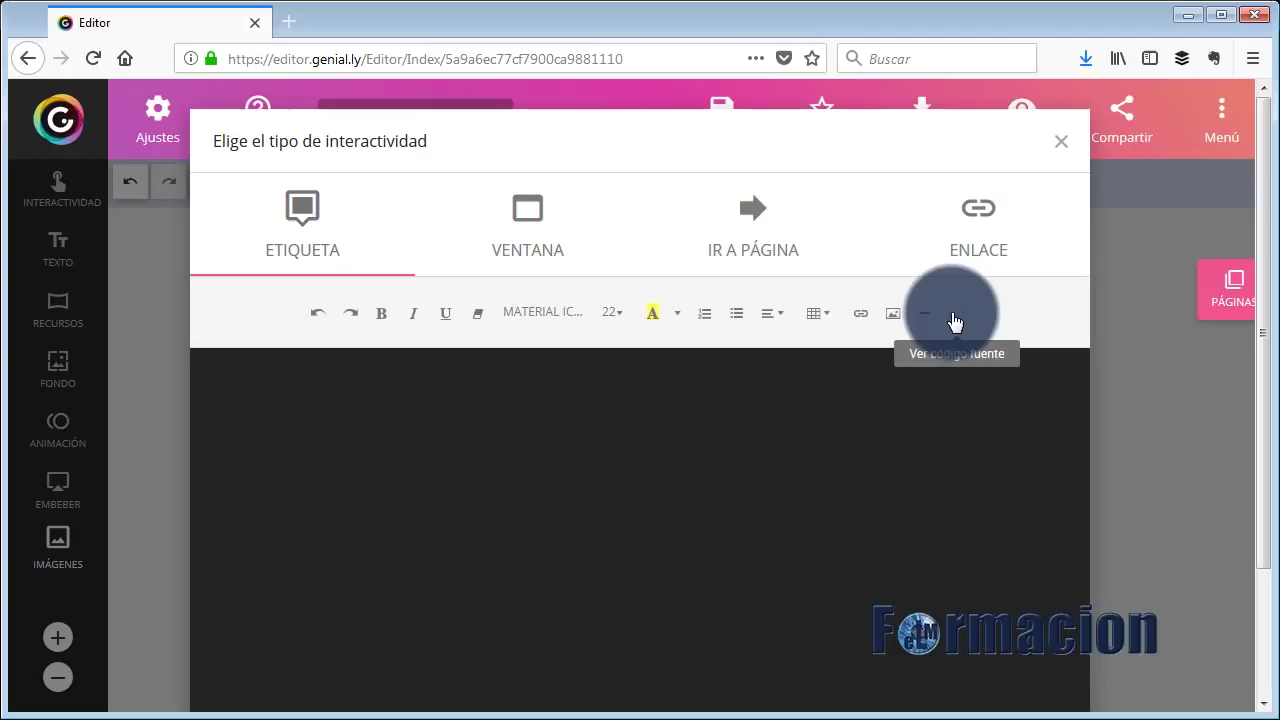 Editor
https://editor.genial.ly/Editor/Index/5a9a6ec77cf7900ca9881110
Buscar
Ajustes
Compartir
Menú
Elige el tipo de interactividad
ETIQUETA
VENTANA
IR A PÁGINA
ENLACE
INTERACTIVIDAD
TEXTO
RECURSOS
FONDO
ANIMACIÓN
EMBEBER
IMÁGENES
PÁGINAS
MATERIAL IC...
22
Ver código fuente
Formacion